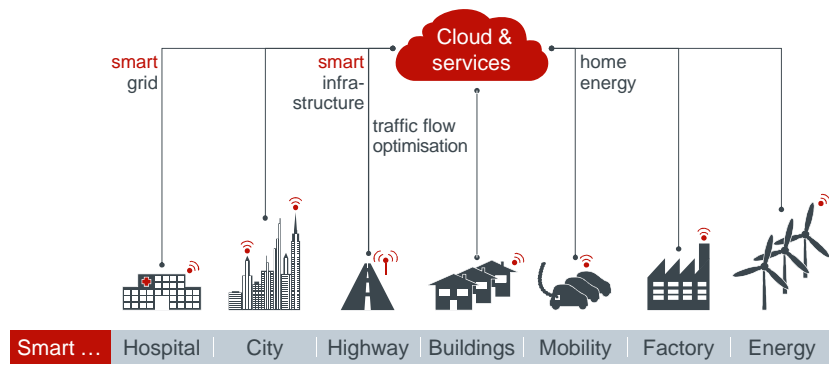 Cloud &
services
smart
grid
smart
infra-
structure
traffic flow
optimisation
home
energy
Smart … Hospital City Highway Buildings Mobility Factory Energy